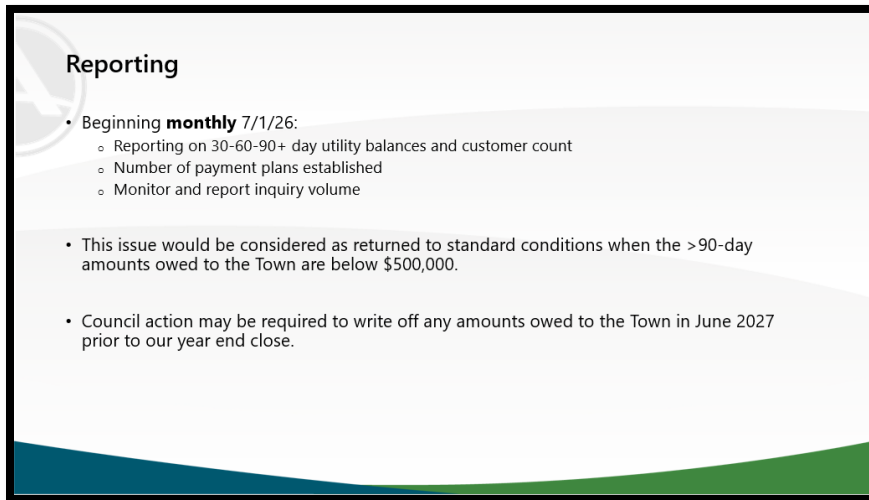 Reporting
• Beginning monthly 7/1/26:
o Reporting on 30-60-90+ day utility balances and customer count
o Number of payment plans established
o Monitor and report inquiry volume
• This issue would be considered as returned to standard conditions when the >90-day
amounts owed to the Town are below $500,000.
• Council action may be required to write off any amounts owed to the Town in June 2027
prior to our year end close.